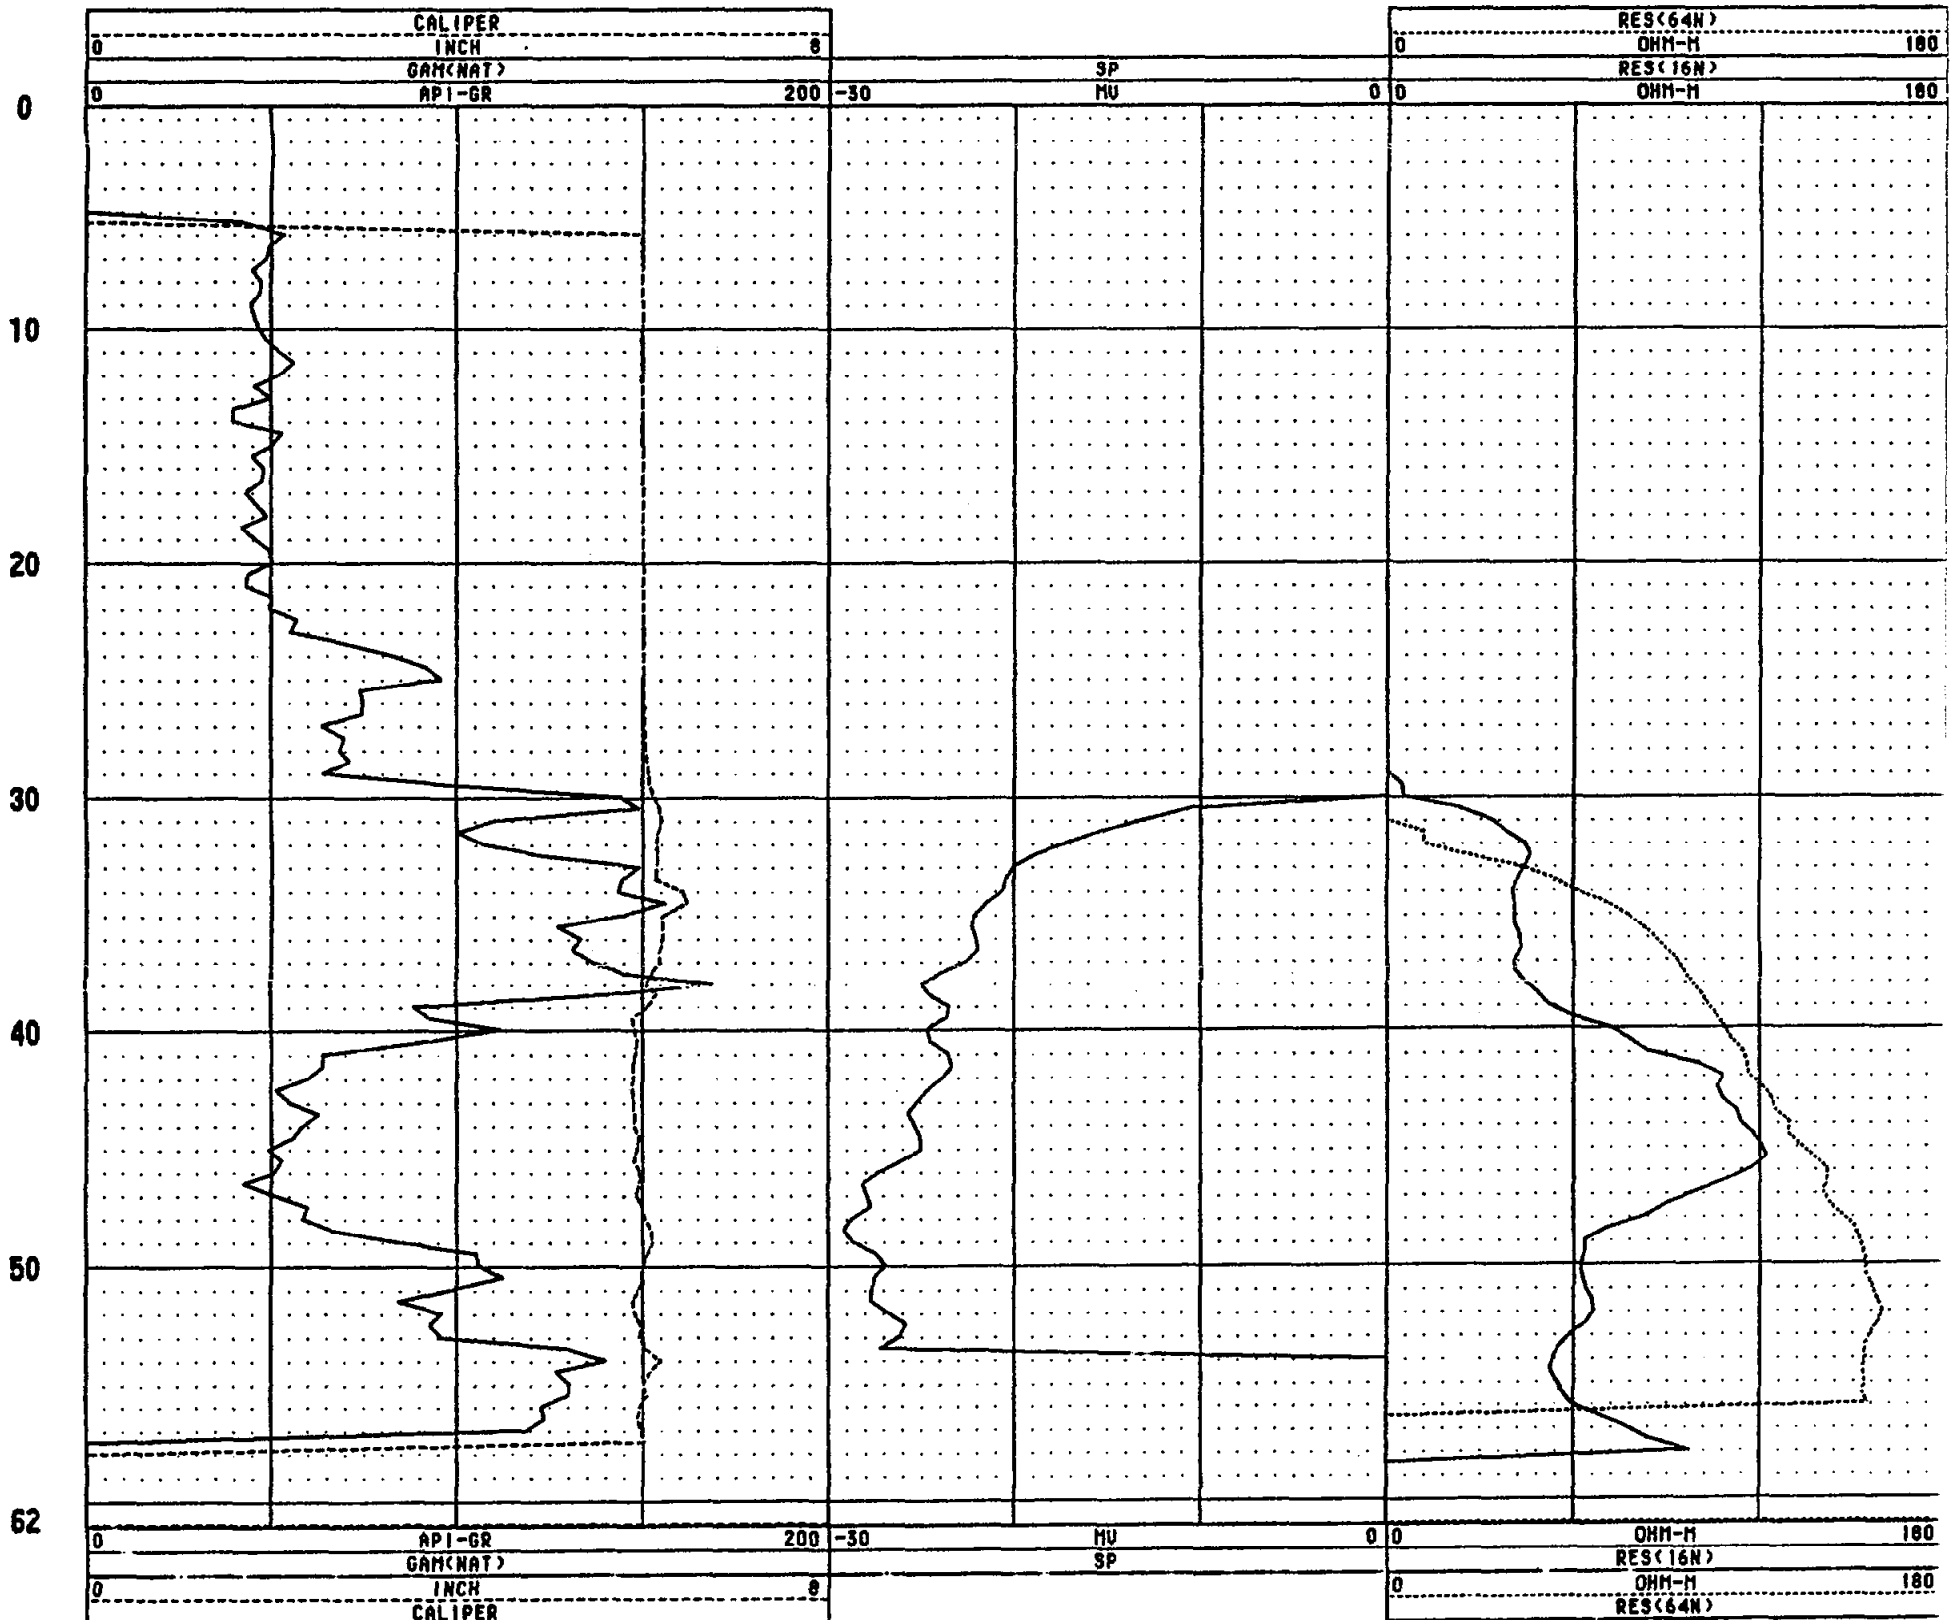 CALIPER
0 INCH 8
GAM(NAT)
0 API-GR 200
SP
-30 MV 0
RES(64N)
0 OHM-M 180
RES(16N)
0 OHM-M 180
0
10
20
30
40
50
62
0 API-GR 200
GAM(NAT)
0 INCH 8
CALIPER
-30 MV 0
SP
0 OHM-M 180
RES(16N)
0 OHM-M 180
RES(64N)